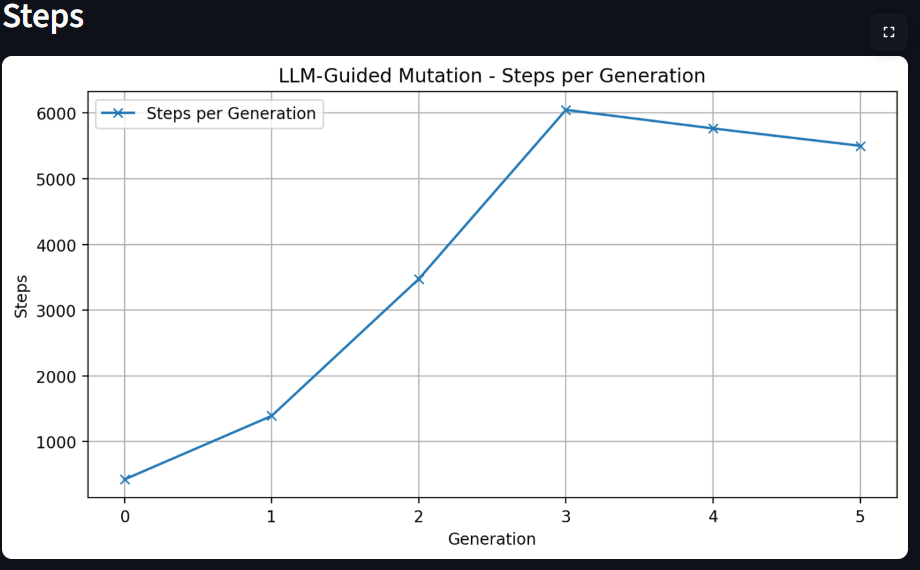 Steps
LLM-Guided Mutation - Steps per Generation
Steps per Generation
6000
5000
4000
3000
2000
1000
Steps
0 1 2 3 4 5
Generation